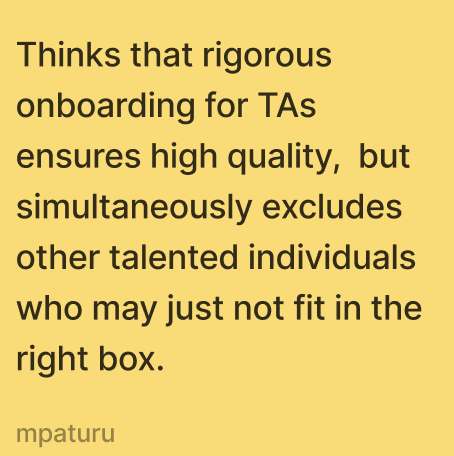 Thinks that rigorous
onboarding for TAs
ensures high quality,  but
simultaneously excludes
other talented individuals
who may just not fit in the
right box.
mpaturu